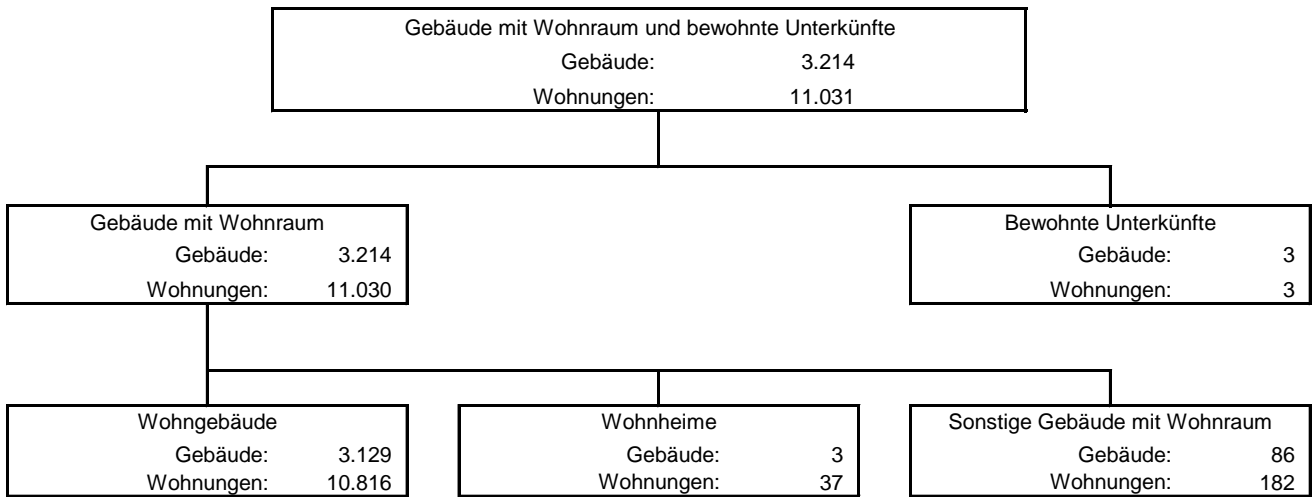 Gebäude mit Wohnraum und bewohnte Unterkünfte
Gebäude: 3.214
Wohnungen: 11.031
Gebäude mit Wohnraum
Gebäude: 3.214
Wohnungen: 11.030
Bewohnte Unterkünfte
Gebäude: 3
Wohnungen: 3
Wohngebäude
Gebäude: 3.129
Wohnungen: 10.816
Wohnheime
Gebäude: 3
Wohnungen: 37
Sonstige Gebäude mit Wohnraum
Gebäude: 86
Wohnungen: 182